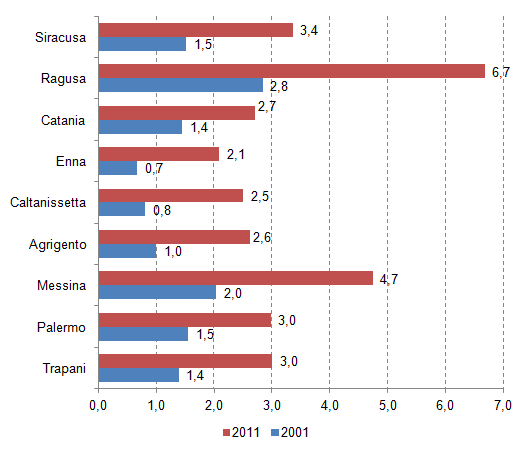 Siracusa 3,4
1,5
Ragusa 6,7
2,8
Catania 2,7
1,4
Enna 2,1
0,7
Caltanissetta 2,5
0,8
Agrigento 2,6
1,0
Messina 4,7
2,0
Palermo 3,0
1,5
Trapani 3,0
1,4
0,0 1,0 2,0 3,0 4,0 5,0 6,0 7,0
2011 2001